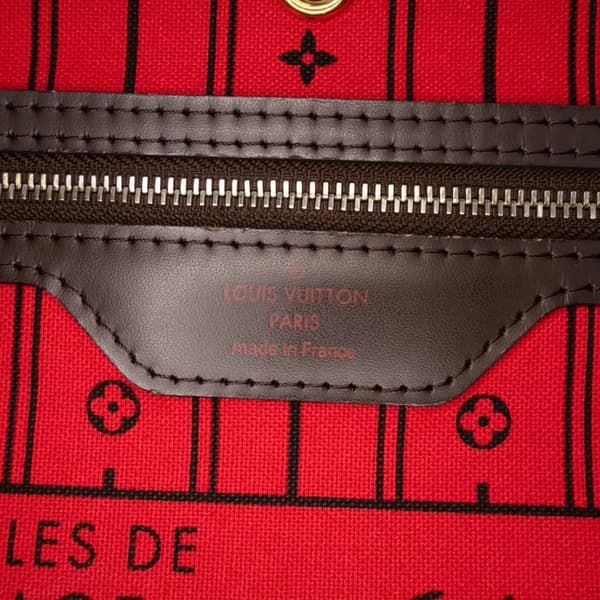 LOUIS VUITTON
PARIS
made in France
LES DE